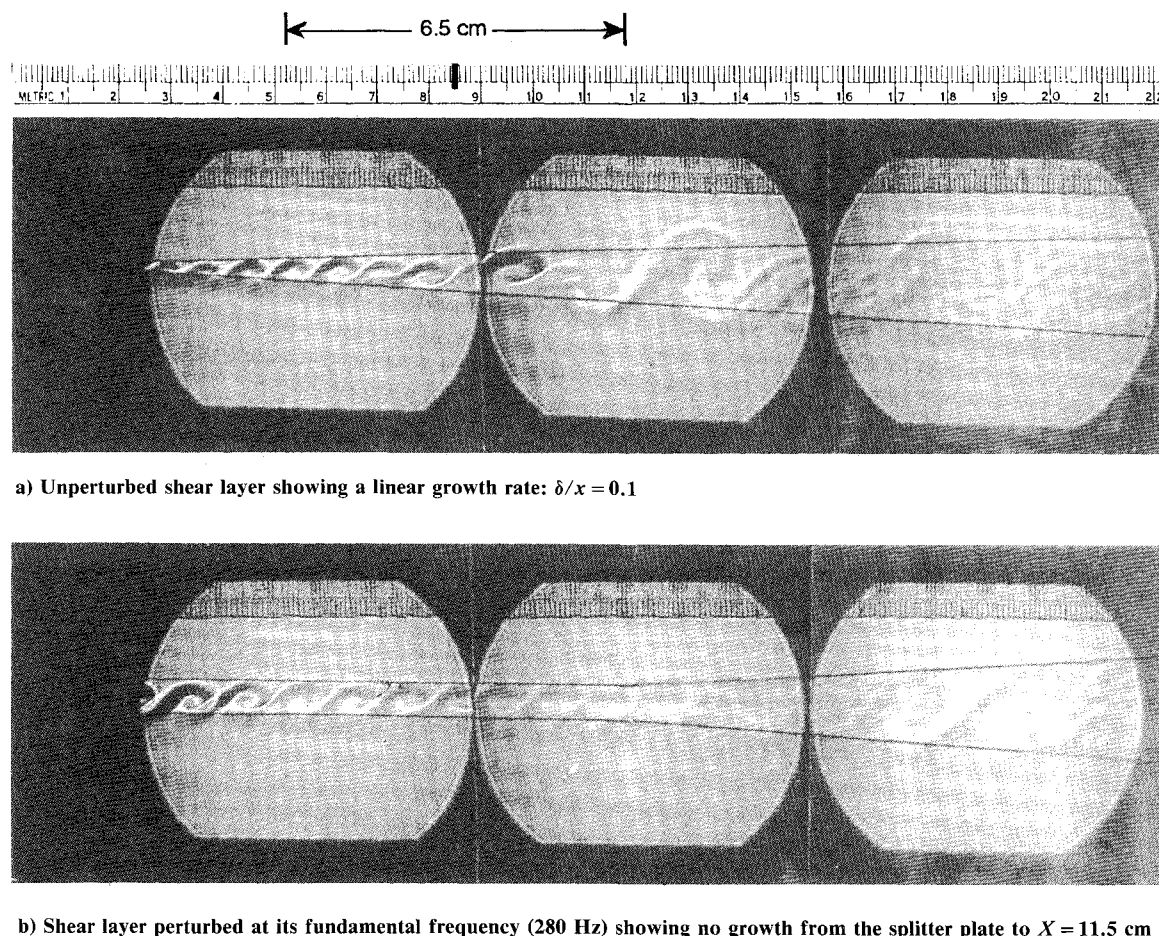 6.5 cm
METRIC 1 2 3 4 5 6 7 8 9 10 11 12 13 14 15 16 17 18 19 20 21 22
a) Unperturbed shear layer showing a linear growth rate: δ/x = 0.1
b) Shear layer perturbed at its fundamental frequency (280 Hz) showing no growth from the splitter plate to X = 11.5 cm